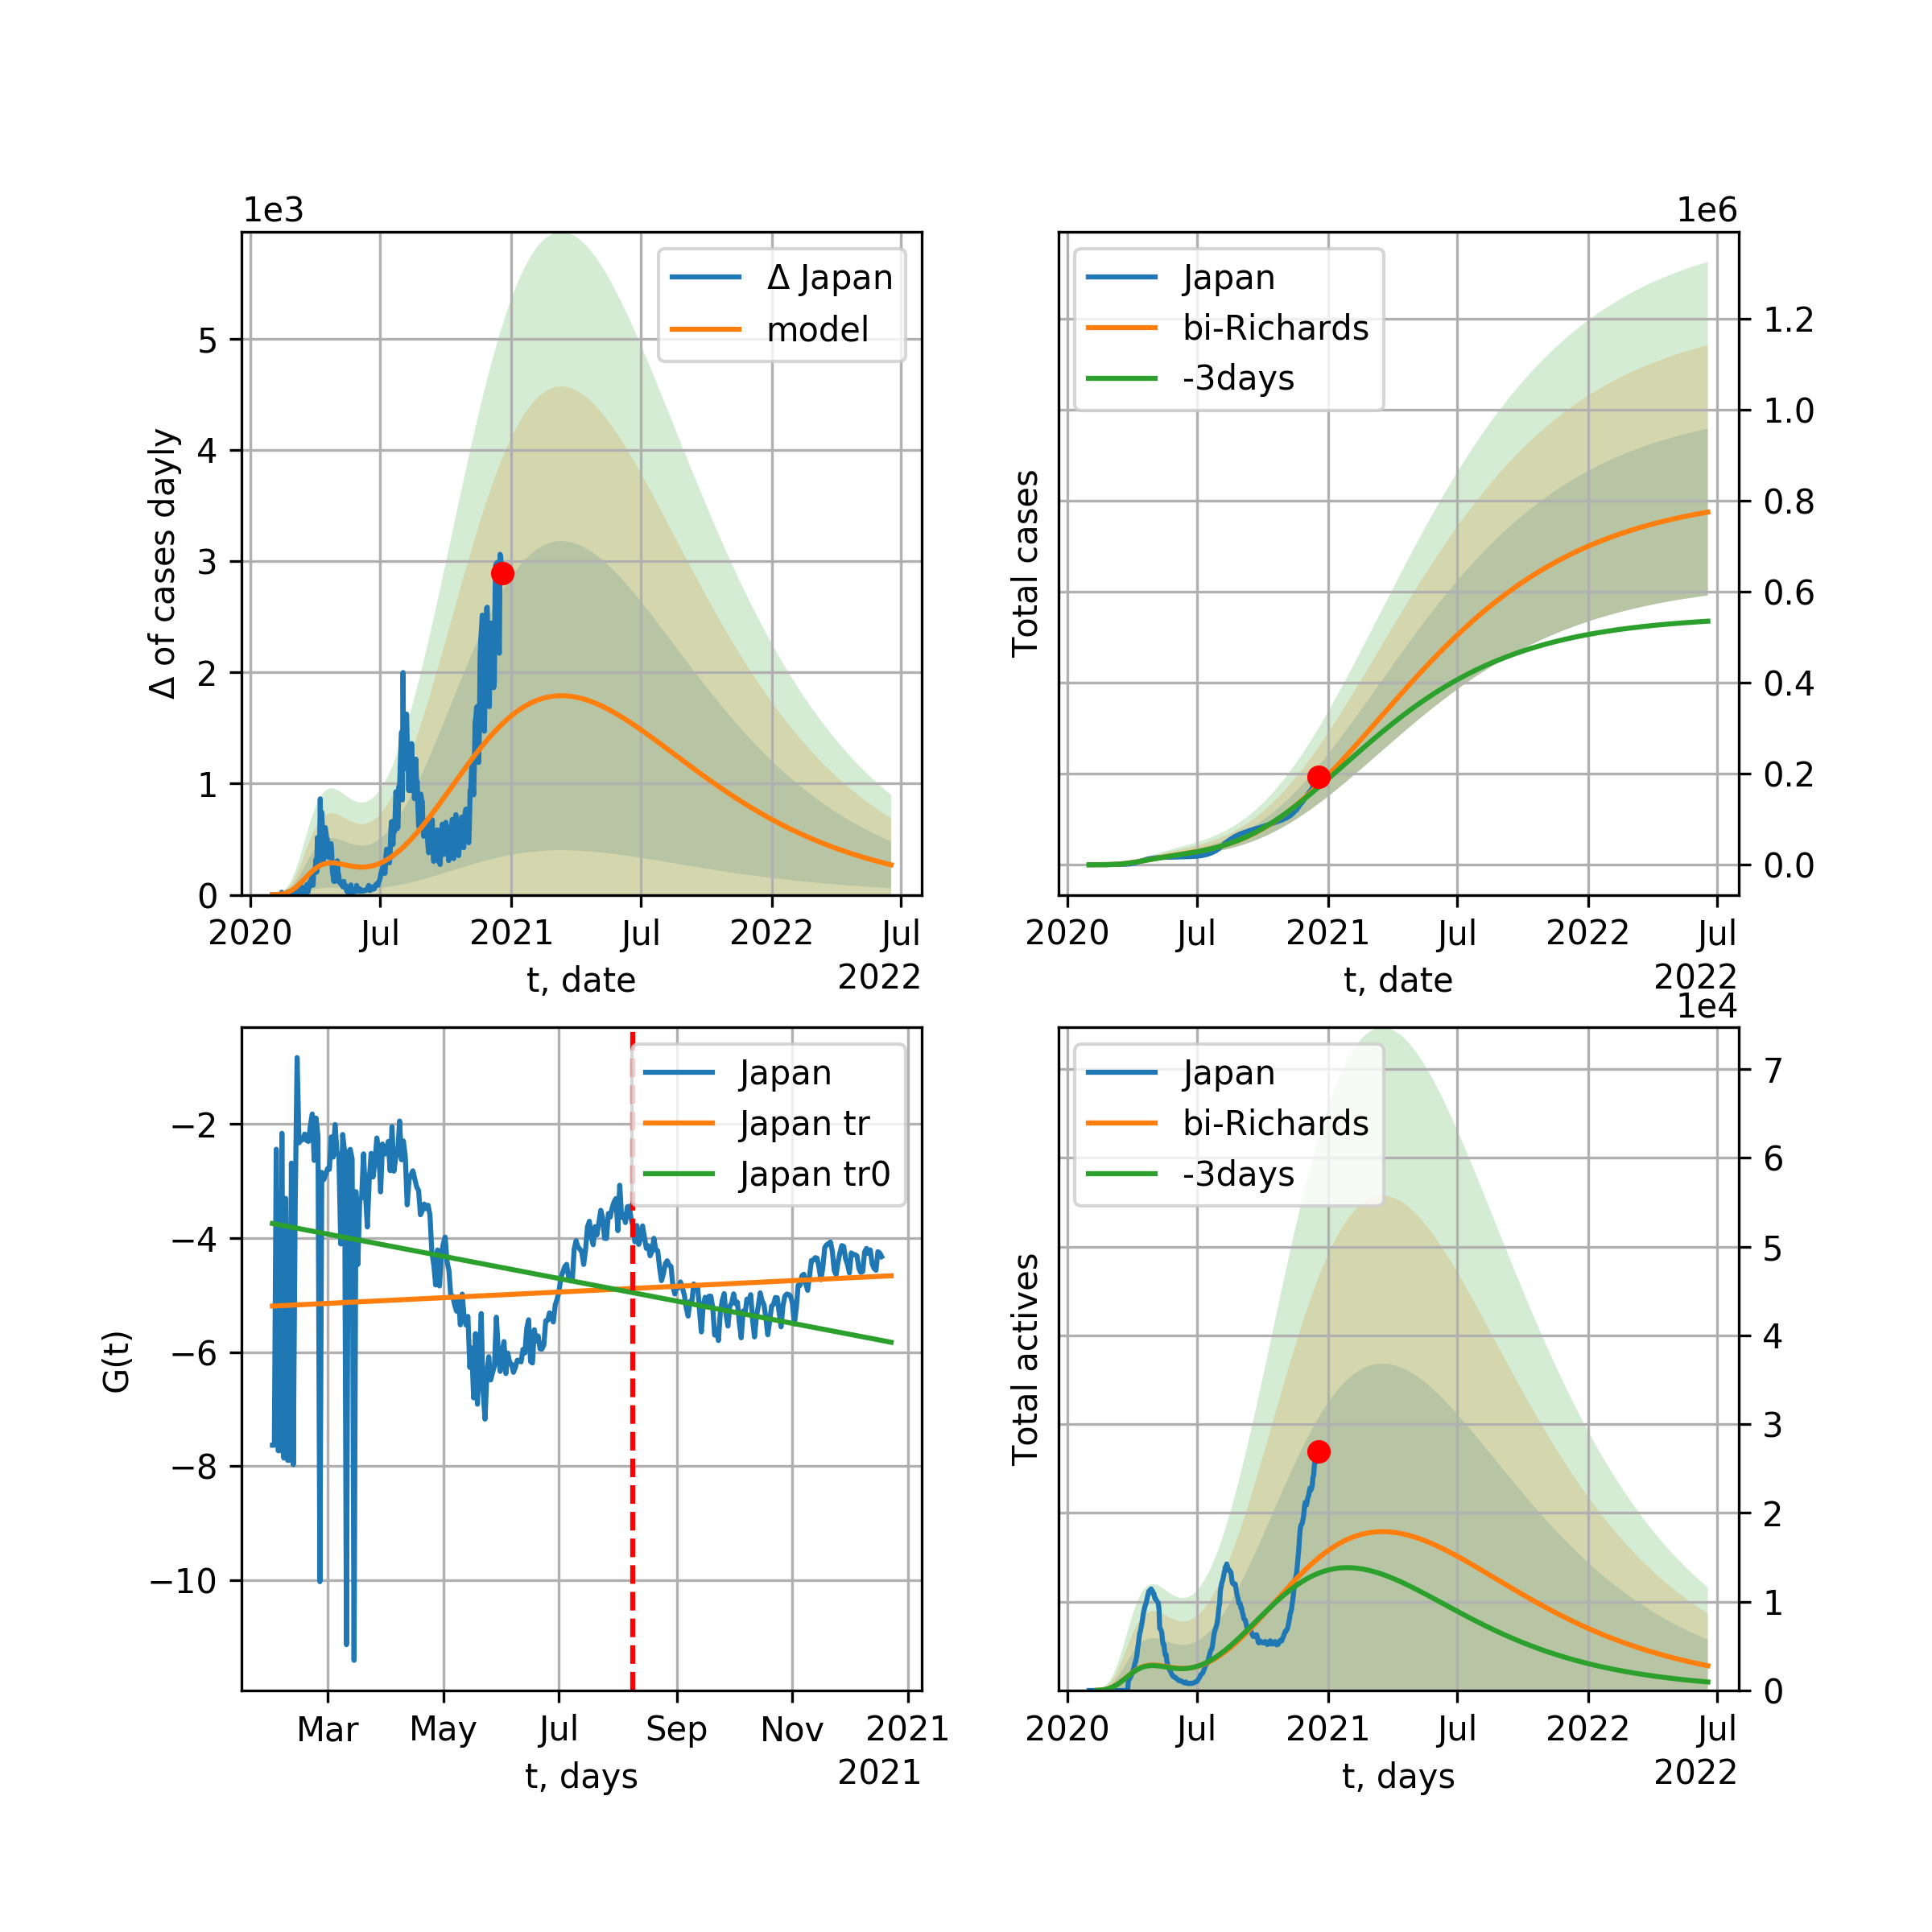 1e3
Δ of cases dayly
5
4
3
2
1
0
Δ Japan
model
2020 Jul 2021 Jul 2022 Jul
2022
t, date
1e6
Total cases
Japan
bi-Richards
-3days
1.2
1.0
0.8
0.6
0.4
0.2
0.0
2020 Jul 2021 Jul 2022 Jul
2022
t, date
G(t)
−2
−4
−6
−8
−10
Japan
Japan tr
Japan tr0
Mar May Jul Sep Nov 2021
2021
t, days
1e4
Total actives
Japan
bi-Richards
-3days
7
6
5
4
3
2
1
0
2020 Jul 2021 Jul 2022 Jul
2022
t, days